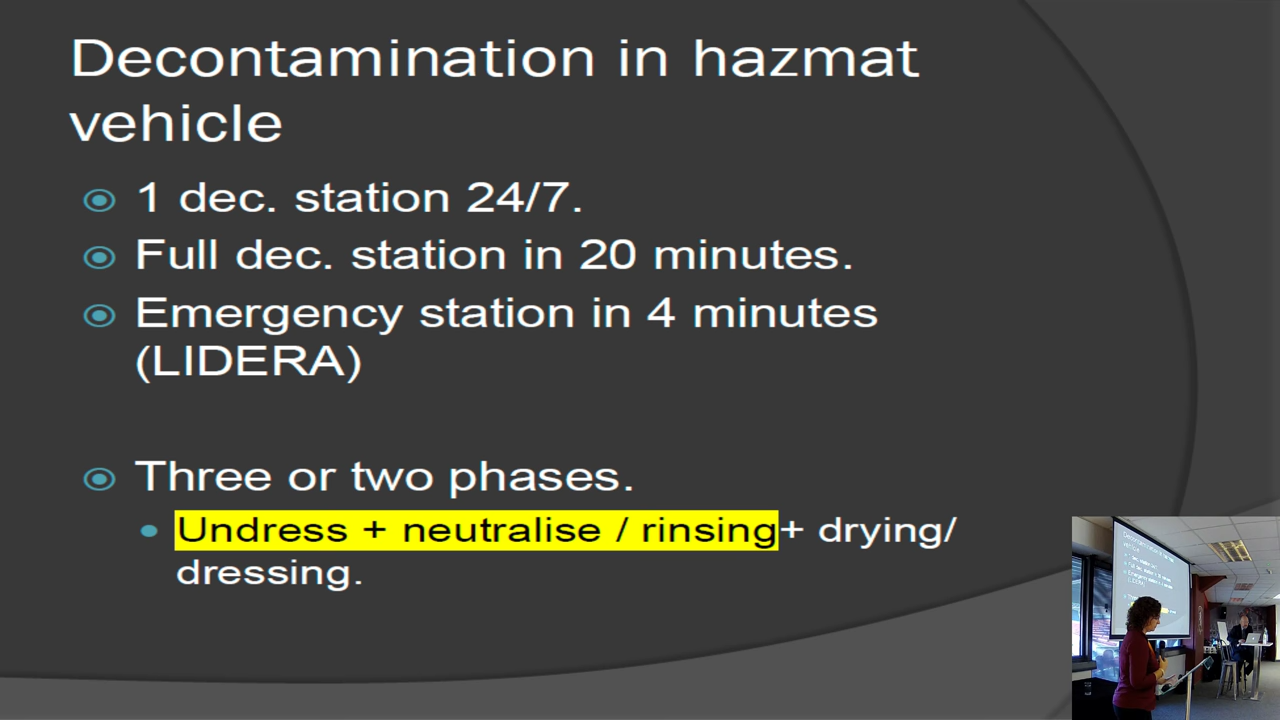 Decontamination in hazmat
vehicle
1 dec. station 24/7.
Full dec. station in 20 minutes.
Emergency station in 4 minutes
(LIDERA)
Three or two phases.
Undress + neutralise / rinsing+ drying/
dressing.